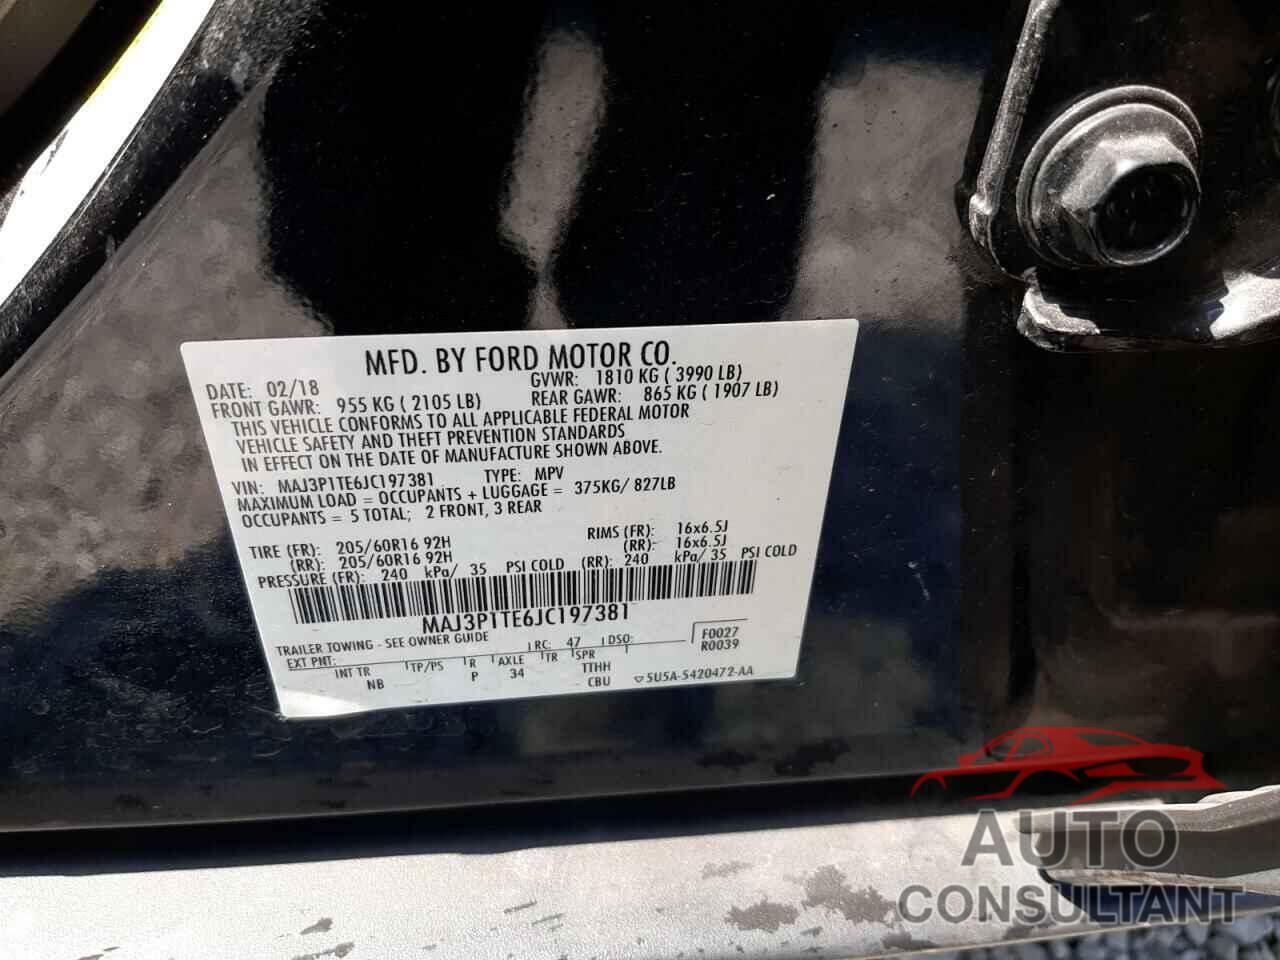 MFD. BY FORD MOTOR CO.
DATE: 02/18 GVWR: 1810 KG ( 3990 LB)
FRONT GAWR: 955 KG ( 2105 LB) REAR GAWR: 865 KG ( 1907 LB)
THIS VEHICLE CONFORMS TO ALL APPLICABLE FEDERAL MOTOR
VEHICLE SAFETY AND THEFT PREVENTION STANDARDS
IN EFFECT ON THE DATE OF MANUFACTURE SHOWN ABOVE.
VIN: MAJ3P1TE6JC197381 TYPE: MPV
MAXIMUM LOAD = OCCUPANTS + LUGGAGE = 375KG/ 827LB
OCCUPANTS = 5 TOTAL; 2 FRONT, 3 REAR
TIRE (FR): 205/60R16 92H RIMS (FR): 16x6.5J
(RR): 205/60R16 92H (RR): 16x6.5J
PRESSURE (FR): 240 kPa/ 35 PSI COLD (RR): 240 kPa/ 35 PSI COLD
MAJ3P1TE6JC197381
TRAILER TOWING - SEE OWNER GUIDE
EXT PNT: RC: 47 DSO: F0027
R0039
INT TR TP/PS R AXLE TR SPR
NB P 34 TTHH
CBU 5U5A-5420472-AA
AUTO
CONSULTANT